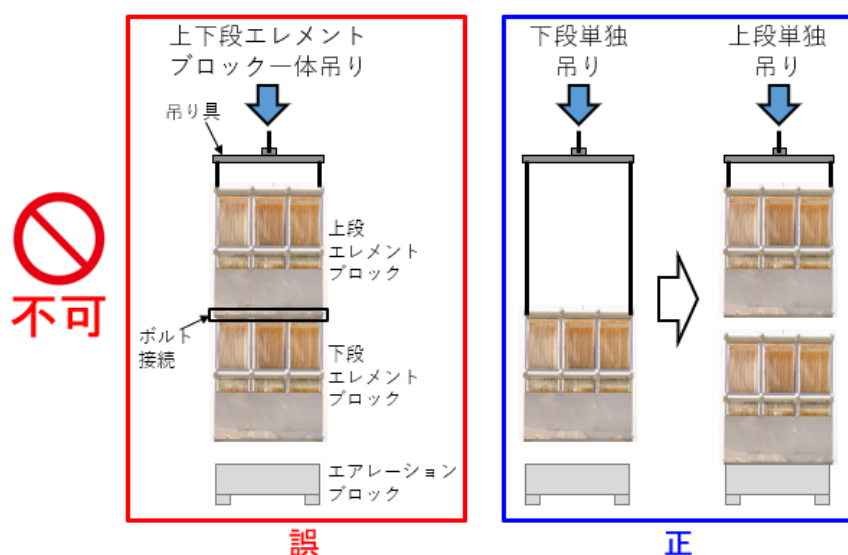 上下段エレメント
ブロック一体吊り
吊り具
上段
エレメント
ブロック
ボルト
接続
下段
エレメント
ブロック
エアレーション
ブロック
不可
誤
下段単独
吊り
上段単独
吊り
正